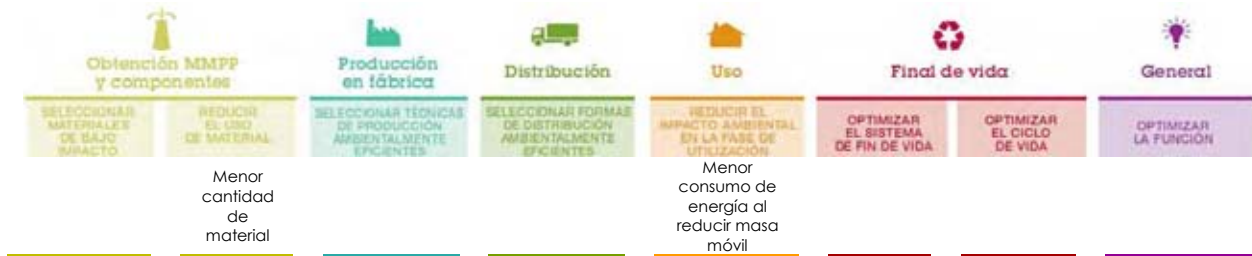 Obtención MMPP
y componentes
Producción
en fábrica
Distribución
Uso
Final de vida
General
SELECCIONAR
MATERIALES
DE BAJO
IMPACTO
REDUCIR
EL USO
DE MATERIAL
SELECCIONAR TÉCNICAS
DE PRODUCCIÓN
AMBIENTALMENTE
EFICIENTES
SELECCIONAR FORMAS
DE DISTRIBUCIÓN
AMBIENTALMENTE
EFICIENTES
REDUCIR EL
IMPACTO AMBIENTAL
EN LA FASE DE
UTILIZACIÓN
OPTIMIZAR
EL SISTEMA
DE FIN DE VIDA
OPTIMIZAR
EL CICLO
DE VIDA
OPTIMIZAR
LA FUNCIÓN
Menor
cantidad
de
material
Menor
consumo de
energía al
reducir masa
móvil